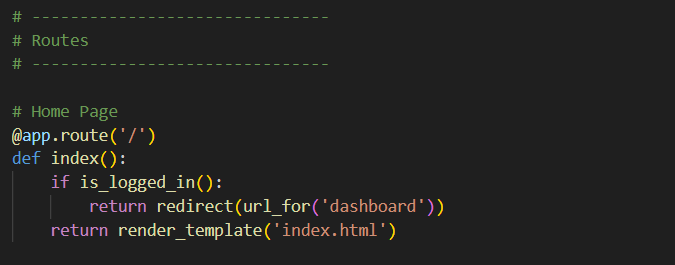 # -------------------------------
# Routes
# -------------------------------

# Home Page
@app.route('/')
def index():
    if is_logged_in():
        return redirect(url_for('dashboard'))
    return render_template('index.html')